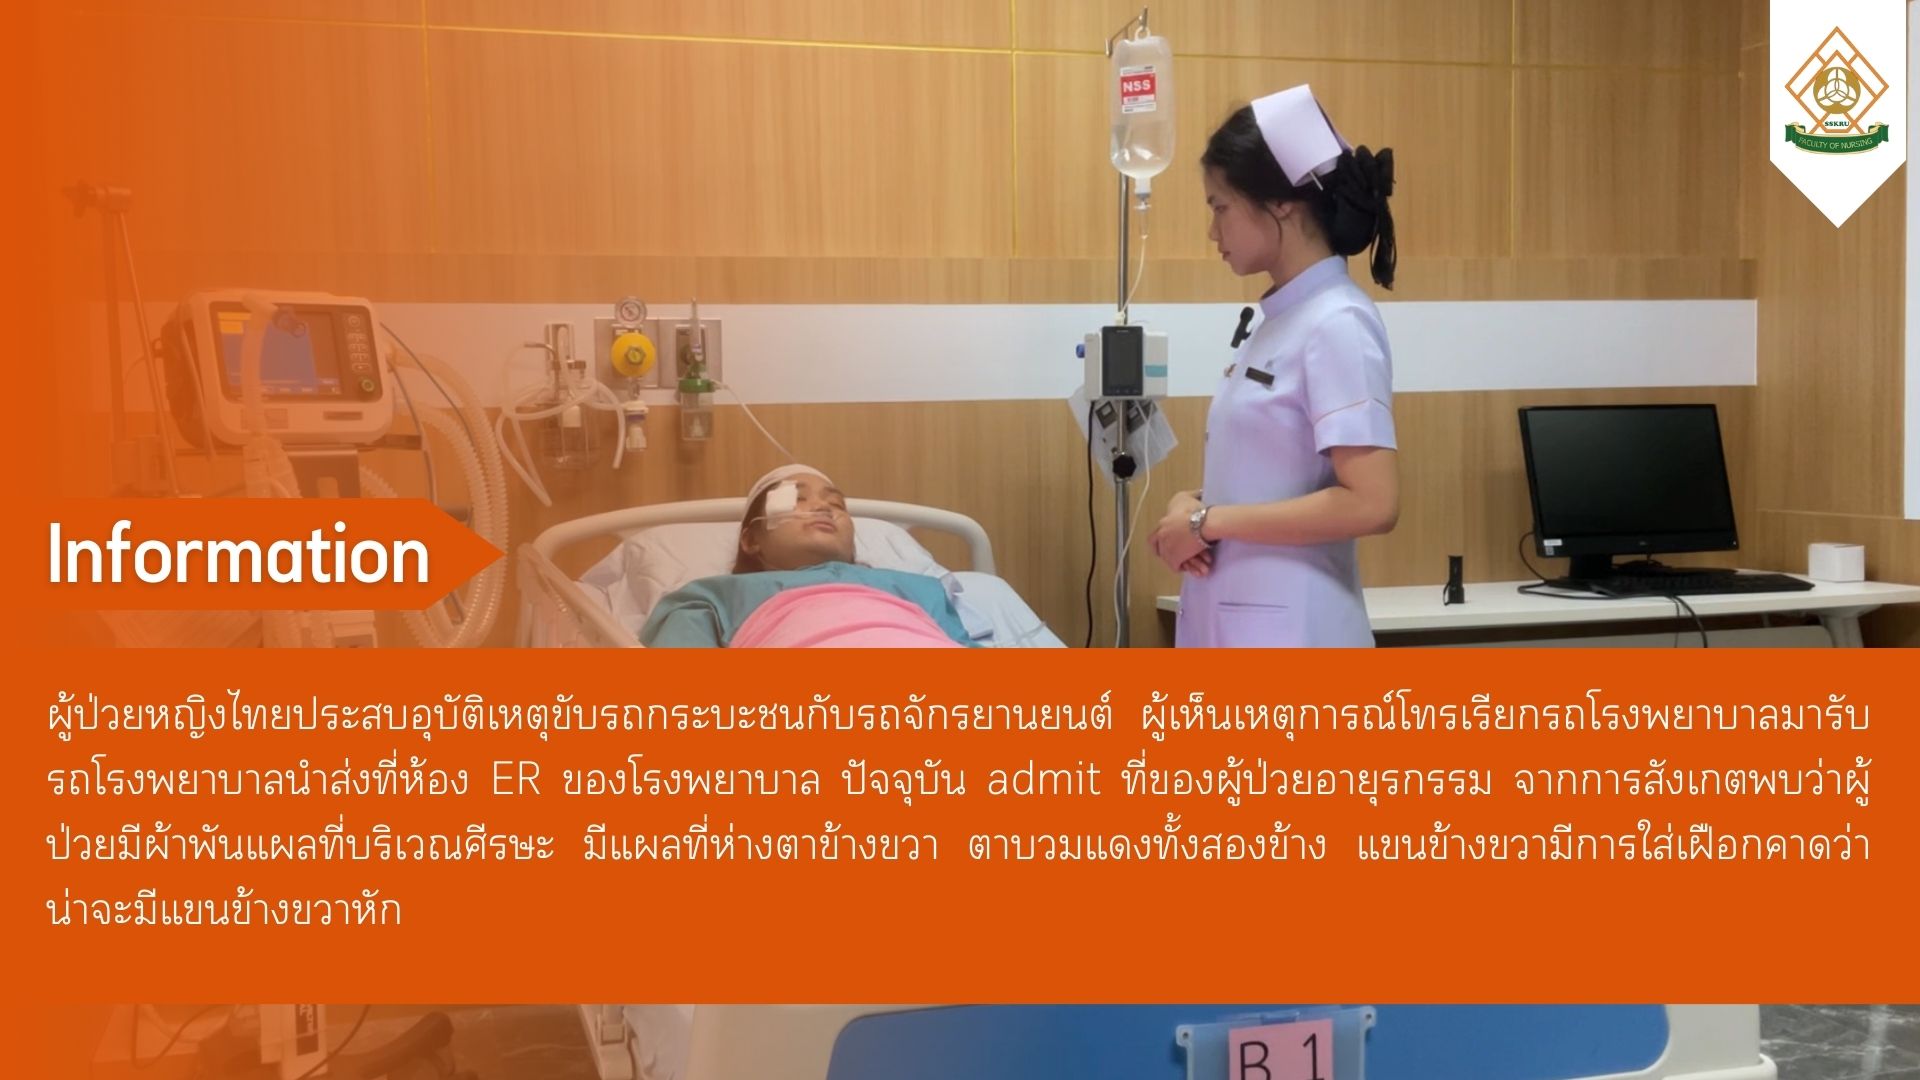 NSS
SSKRU
FACULTY OF NURSING
Information
ผู้ป่วยหญิงไทยประสบอุบัติเหตุขับรถกระบะชนกับรถจักรยานยนต์ ผู้เห็นเหตุการณ์โทรเรียกรถโรงพยาบาลมารับ
รถโรงพยาบาลนำส่งที่ห้อง ER ของโรงพยาบาล ปัจจุบัน admit ที่ของผู้ป่วยอายุรกรรม จากการสังเกตพบว่าผู้
ป่วยมีผ้าพันแผลที่บริเวณศีรษะ มีแผลที่ห่างตาข้างขวา ตาบวมแดงทั้งสองข้าง แขนข้างขวามีการใส่เฝือกคาดว่า
น่าจะมีแขนข้างขวาหัก
B 1